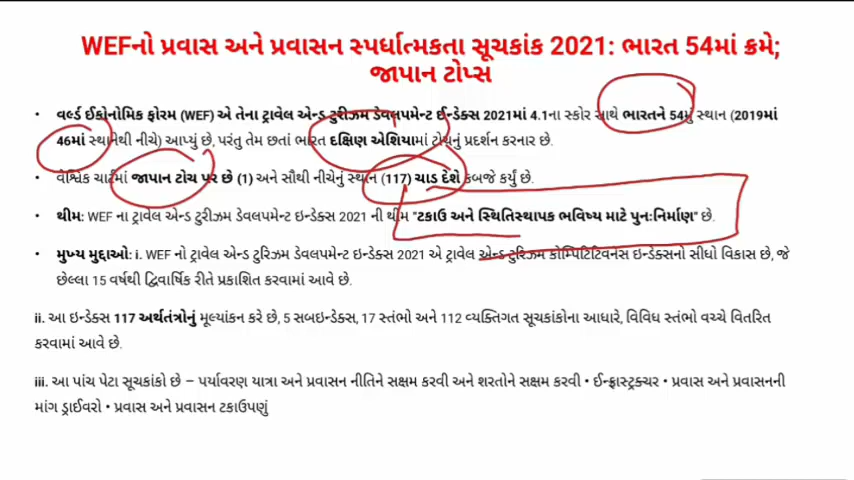 WEFનો પ્રવાસ અને પ્રવાસન સ્પર્ધાત્મકતા સૂચકાંક 2021: ભારત 54માં ક્રમે;
જાપાન ટોપ્સ
• વર્લ્ડ ઈકોનોમિક ફોરમ (WEF) એ તેના ટ્રાવેલ એન્ડ ટુરીઝમ ડેવલપમેન્ટ ઈન્ડેક્સ 2021માં 4.1ના સ્કોર સાથે ભારતને 54મું સ્થાન (2019માં
46માં સ્થાનેથી નીચે) આપ્યું છે, પરંતુ તેમ છતાં ભારત દક્ષિણ એશિયામાં ટોચનું પ્રદર્શન કરનાર છે.
• વૈશ્વિક ચાર્ટમાં જાપાન ટોચ પર છે (1) અને સૌથી નીચેનું સ્થાન (117) ચાડ દેશે કબજે કર્યું છે.
• થીમ: WEF ના ટ્રાવેલ એન્ડ ટુરીઝમ ડેવલપમેન્ટ ઇન્ડેક્સ 2021 ની થીમ "ટકાઉ અને સ્થિતિસ્થાપક ભવિષ્ય માટે પુનઃનિર્માણ" છે.
• મુખ્ય મુદ્દાઓ: i. WEF નો ટ્રાવેલ એન્ડ ટુરિઝમ ડેવલપમેન્ટ ઇન્ડેક્સ 2021 એ ટ્રાવેલ એન્ડ ટુરિઝમ કોમ્પિટિટિવનેસ ઇન્ડેક્સનો સીધો વિકાસ છે, જે
છેલ્લા 15 વર્ષથી દ્વિવાર્ષિક રીતે પ્રકાશિત કરવામાં આવે છે.
ii. આ ઇન્ડેક્સ 117 અર્થતંત્રોનું મૂલ્યાંકન કરે છે, 5 સબઇન્ડેક્સ, 17 સ્તંભો અને 112 વ્યક્તિગત સૂચકાંકોના આધારે, વિવિધ સ્તંભો વચ્ચે વિતરિત
કરવામાં આવે છે.
iii. આ પાંચ પેટા સૂચકાંકો છે – પર્યાવરણ યાત્રા અને પ્રવાસન નીતિને સક્ષમ કરવી અને શરતોને સક્ષમ કરવી • ઈન્ફ્રાસ્ટ્રક્ચર • પ્રવાસ અને પ્રવાસનની
માંગ ડ્રાઈવરો • પ્રવાસ અને પ્રવાસન ટકાઉપણું